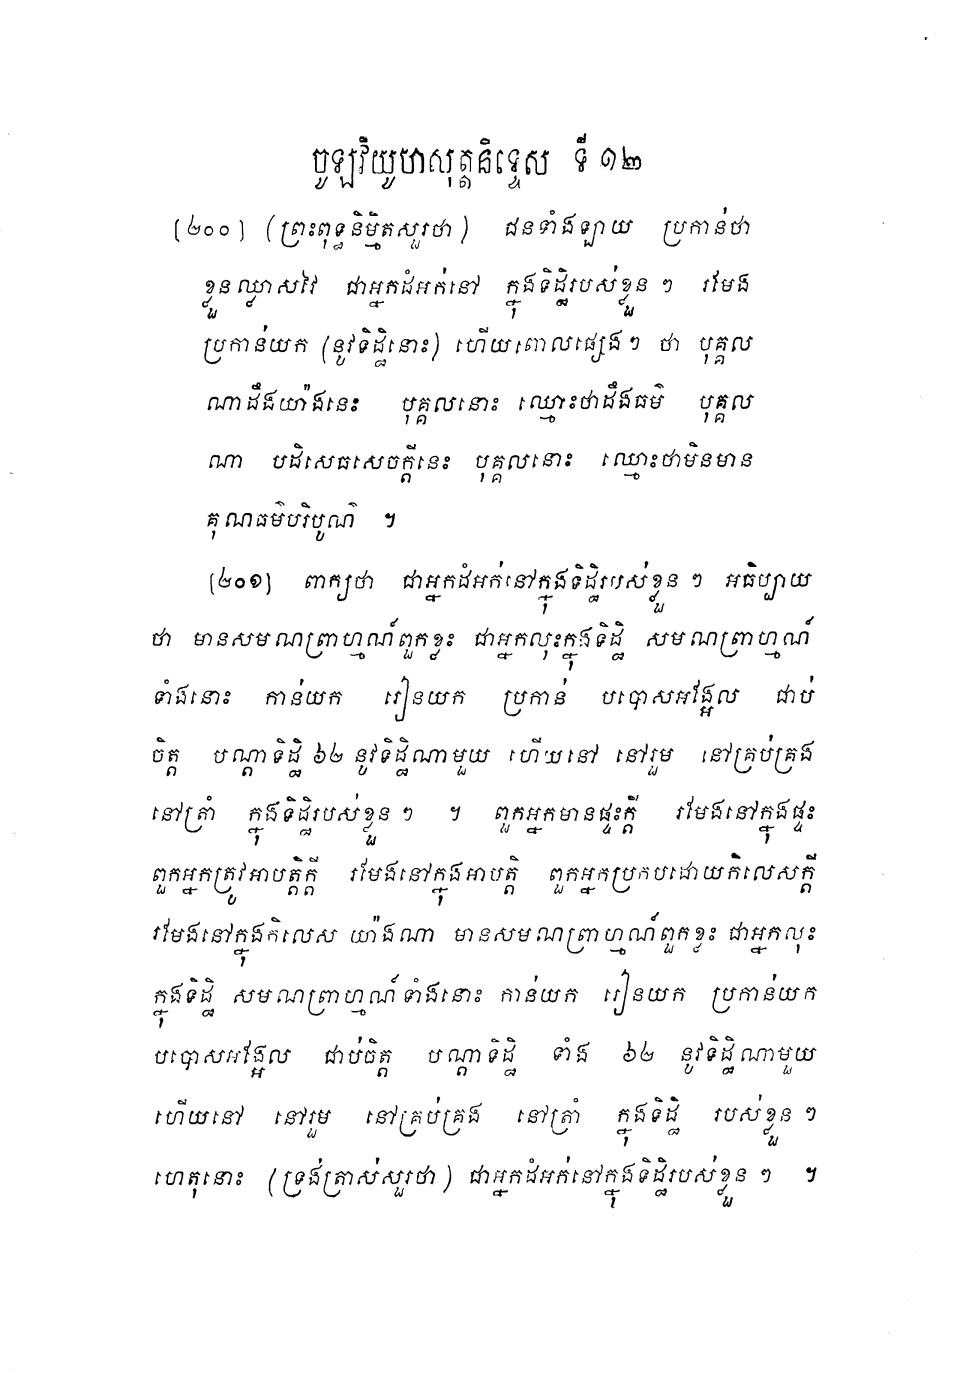 ចូឡវិយូហសុត្តនិទ្ទេស ទី ១២
[២០០] (ព្រះពុទ្ធនិម្មិតសួរថា) ជនទាំងឡាយ ប្រកាន់ថា
ខ្លួនឈ្លាសវៃ ជាអ្នកដំអក់នៅ ក្នុងទិដ្ឋិរបស់ខ្លួន ៗ រមែង
ប្រកាន់យក (នូវទិដ្ឋិនោះ) ហើយពោលផ្សេងៗ ថា បុគ្គល
ណាដឹងយ៉ាងនេះ បុគ្គលនោះ ឈ្មោះថាដឹងធម៌ បុគ្គល
ណា បដិសេធសេចក្តីនេះ បុគ្គលនោះ ឈ្មោះថាមិនមាន
គុណធម៌បរិបូណ៌ ។
[២០១] ពាក្យថា ជាអ្នកដំអក់នៅក្នុងទិដ្ឋិរបស់ខ្លួន ៗ អធិប្បាយ
ថា មានសមណព្រាហ្មណ៍ពួកខ្លះ ជាអ្នកលុះក្នុងទិដ្ឋិ សមណព្រាហ្មណ៍
ទាំងនោះ កាន់យក រៀនយក ប្រកាន់ បបោសអង្អែល ជាប់
ចិត្ត បណ្តាទិដ្ឋិ ៦២ នូវទិដ្ឋិណាមួយ ហើយនៅ នៅរួម នៅគ្រប់គ្រង
នៅត្រាំ ក្នុងទិដ្ឋិរបស់ខ្លួន ៗ ។ ពួកអ្នកមានផ្ទះក្តី រមែងនៅក្នុងផ្ទះ
ពួកអ្នកត្រូវអាបត្តិក្តី រមែងនៅក្នុងអាបត្តិ ពួកអ្នកប្រកបដោយកិលេសក្តី
រមែងនៅក្នុងកិលេស យ៉ាងណា មានសមណព្រាហ្មណ៍ពួកខ្លះ ជាអ្នកលុះ
ក្នុងទិដ្ឋិ សមណព្រាហ្មណ៍ទាំងនោះ កាន់យក រៀនយក ប្រកាន់យក
បបោសអង្អែល ជាប់ចិត្ត បណ្តាទិដ្ឋិ ទាំង ៦២ នូវទិដ្ឋិណាមួយ
ហើយនៅ នៅរួម នៅគ្រប់គ្រង នៅត្រាំ ក្នុងទិដ្ឋិ របស់ខ្លួន ៗ
ហេតុនោះ (ទ្រង់ត្រាស់សួរថា) ជាអ្នកដំអក់នៅក្នុងទិដ្ឋិរបស់ខ្លួន ៗ ។